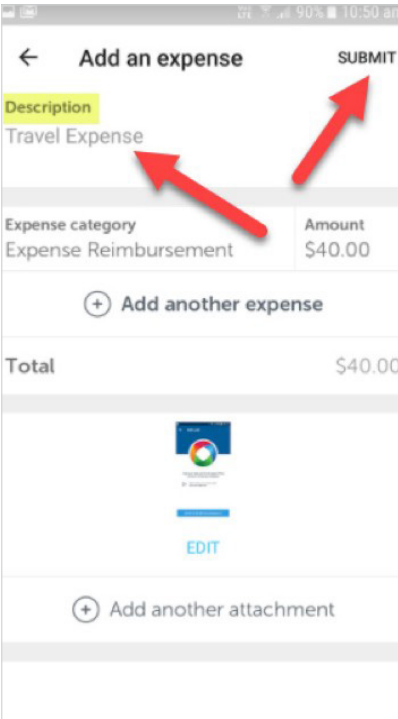 90% 10:50 am
Add an expense SUBMIT
Description
Travel Expense
Expense category Amount
Expense Reimbursement $40.00
Add another expense
Total $40.00
EDIT
Add another attachment